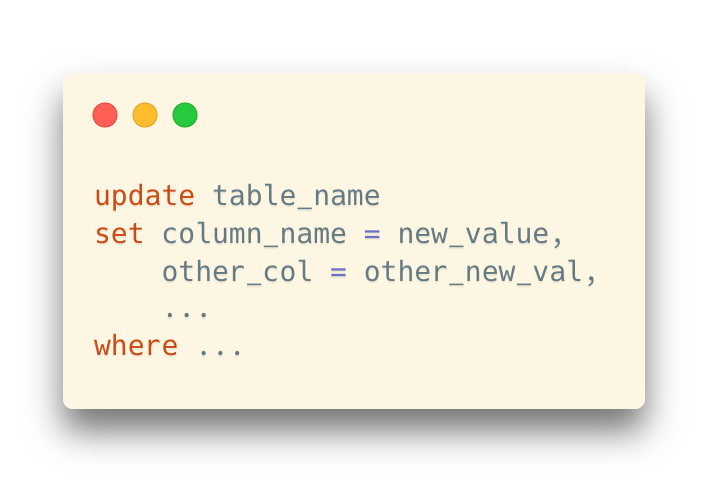 update table_name
set column_name = new_value,
    other_col = other_new_val,
    ...
where ...